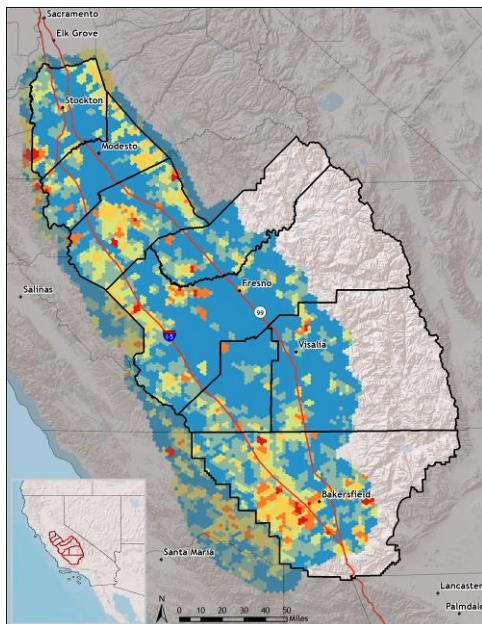 Sacramento
Elk Grove
Stockton
Modesto
Salinas
Fresno
99
5
Visalia
Bakersfield
Santa Maria
Lancaster
Palmdale
N
0 10 20 30 40 50
Miles